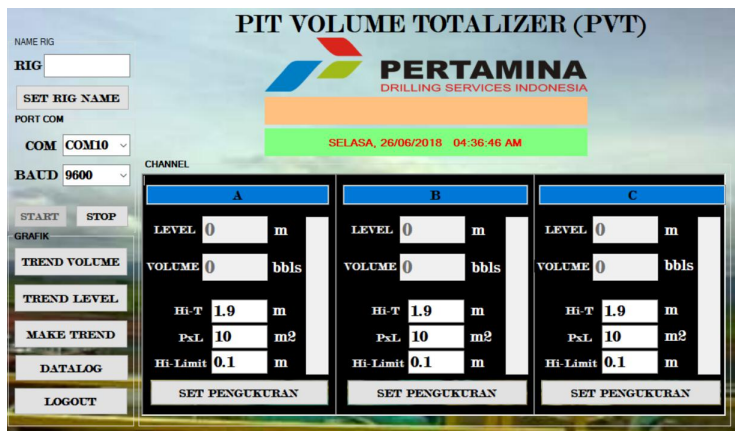 PIT VOLUME TOTALIZER (PVT)
PERTAMINA
DRILLING SERVICES INDONESIA
SELASA, 26/06/2018 04:36:46 AM
NAME RIG
RIG
SET RIG NAME
PORT COM
COM COM10
BAUD 9600
START STOP
GRAFIK
TREND VOLUME
TREND LEVEL
MAKE TREND
DATALOG
LOGOUT
CHANNEL
A
LEVEL 0 m
VOLUME 0 bbls
Hi-T 1.9 m
PxL 10 m2
Hi-Limit 0.1 m
SET PENGUKURAN
B
LEVEL 0 m
VOLUME 0 bbls
Hi-T 1.9 m
PxL 10 m2
Hi-Limit 0.1 m
SET PENGUKURAN
C
LEVEL 0 m
VOLUME 0 bbls
Hi-T 1.9 m
PxL 10 m2
Hi-Limit 0.1 m
SET PENGUKURAN